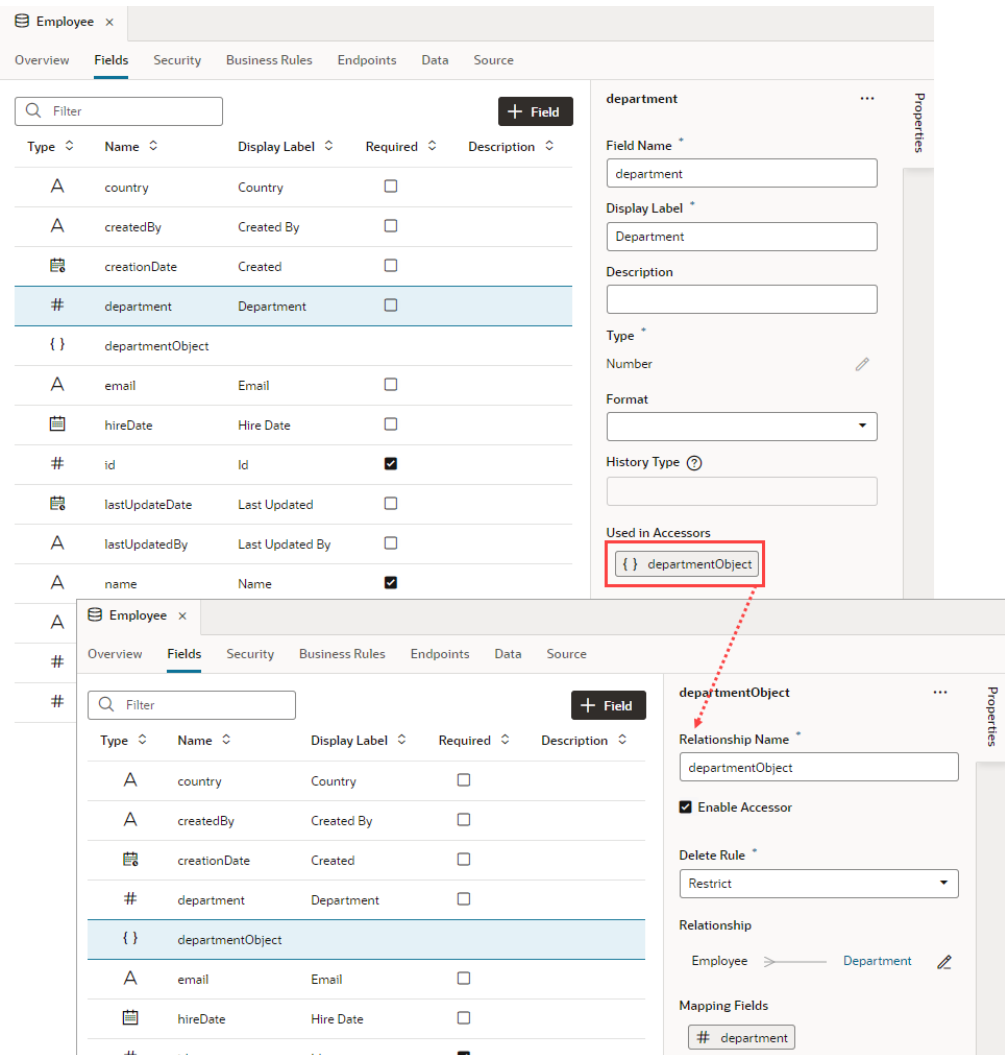 Employee ×
Overview Fields Security Business Rules Endpoints Data Source
Filter
+ Field
Type Name Display Label Required Description
A country Country
A createdBy Created By
creationDate Created
# department Department
{ } departmentObject
A email Email
hireDate Hire Date
# id Id
lastUpdateDate Last Updated
A lastUpdatedBy Last Updated By
A name Name
A
#
#
department ...
Field Name *
department
Display Label *
Department
Description
Type *
Number
Format
History Type ?
Used in Accessors
{ } departmentObject
Properties
Employee ×
Overview Fields Security Business Rules Endpoints Data Source
Filter
+ Field
Type Name Display Label Required Description
A country Country
A createdBy Created By
creationDate Created
# department Department
{ } departmentObject
A email Email
hireDate Hire Date
departmentObject ...
Relationship Name *
departmentObject
Enable Accessor
Delete Rule *
Restrict
Relationship
Employee Department
Mapping Fields
# department
Properties